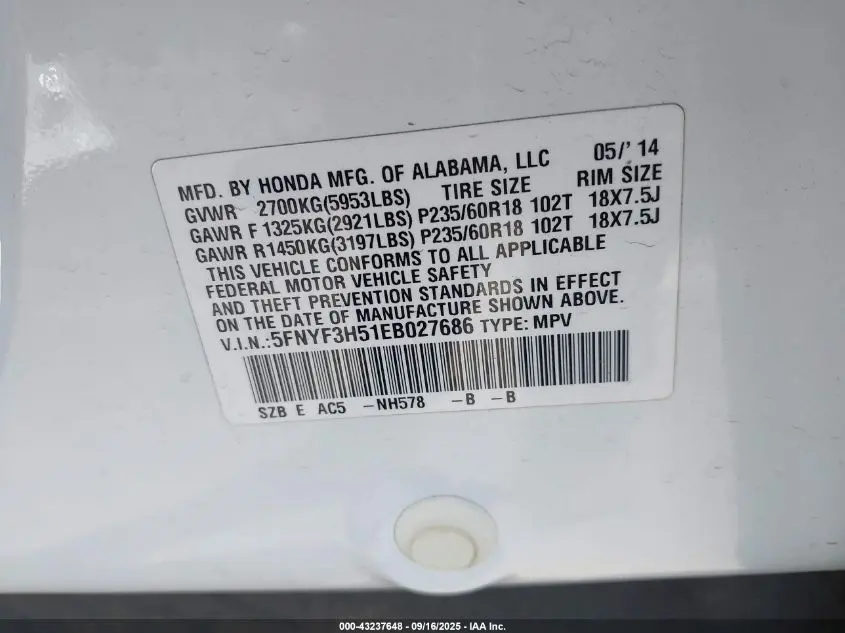 MFD. BY HONDA MFG. OF ALABAMA, LLC 05/' 14
GVWR 2700KG(5953LBS) TIRE SIZE RIM SIZE
GAWR F 1325KG(2921LBS) P235/60R18 102T 18X7.5J
GAWR R1450KG(3197LBS) P235/60R18 102T 18X7.5J
THIS VEHICLE CONFORMS TO ALL APPLICABLE
FEDERAL MOTOR VEHICLE SAFETY
AND THEFT PREVENTION STANDARDS IN EFFECT
ON THE DATE OF MANUFACTURE SHOWN ABOVE.
V.I.N.:5FNYF3H51EB027686 TYPE: MPV
SZB E AC5 -NH578 -B -B
000-43237648 - 09/16/2025 - IAA Inc.